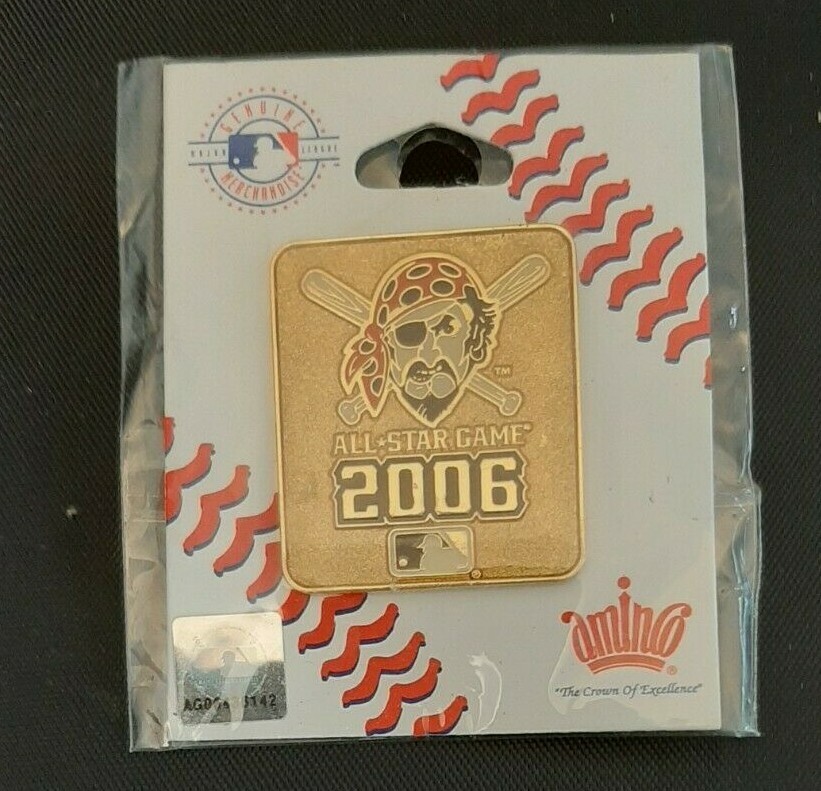 GENUINE
MAJOR LEAGUE
MERCHANDISE
TM
ALL★STAR GAME
2006
®
aminco
®
"The Crown Of Excellence"